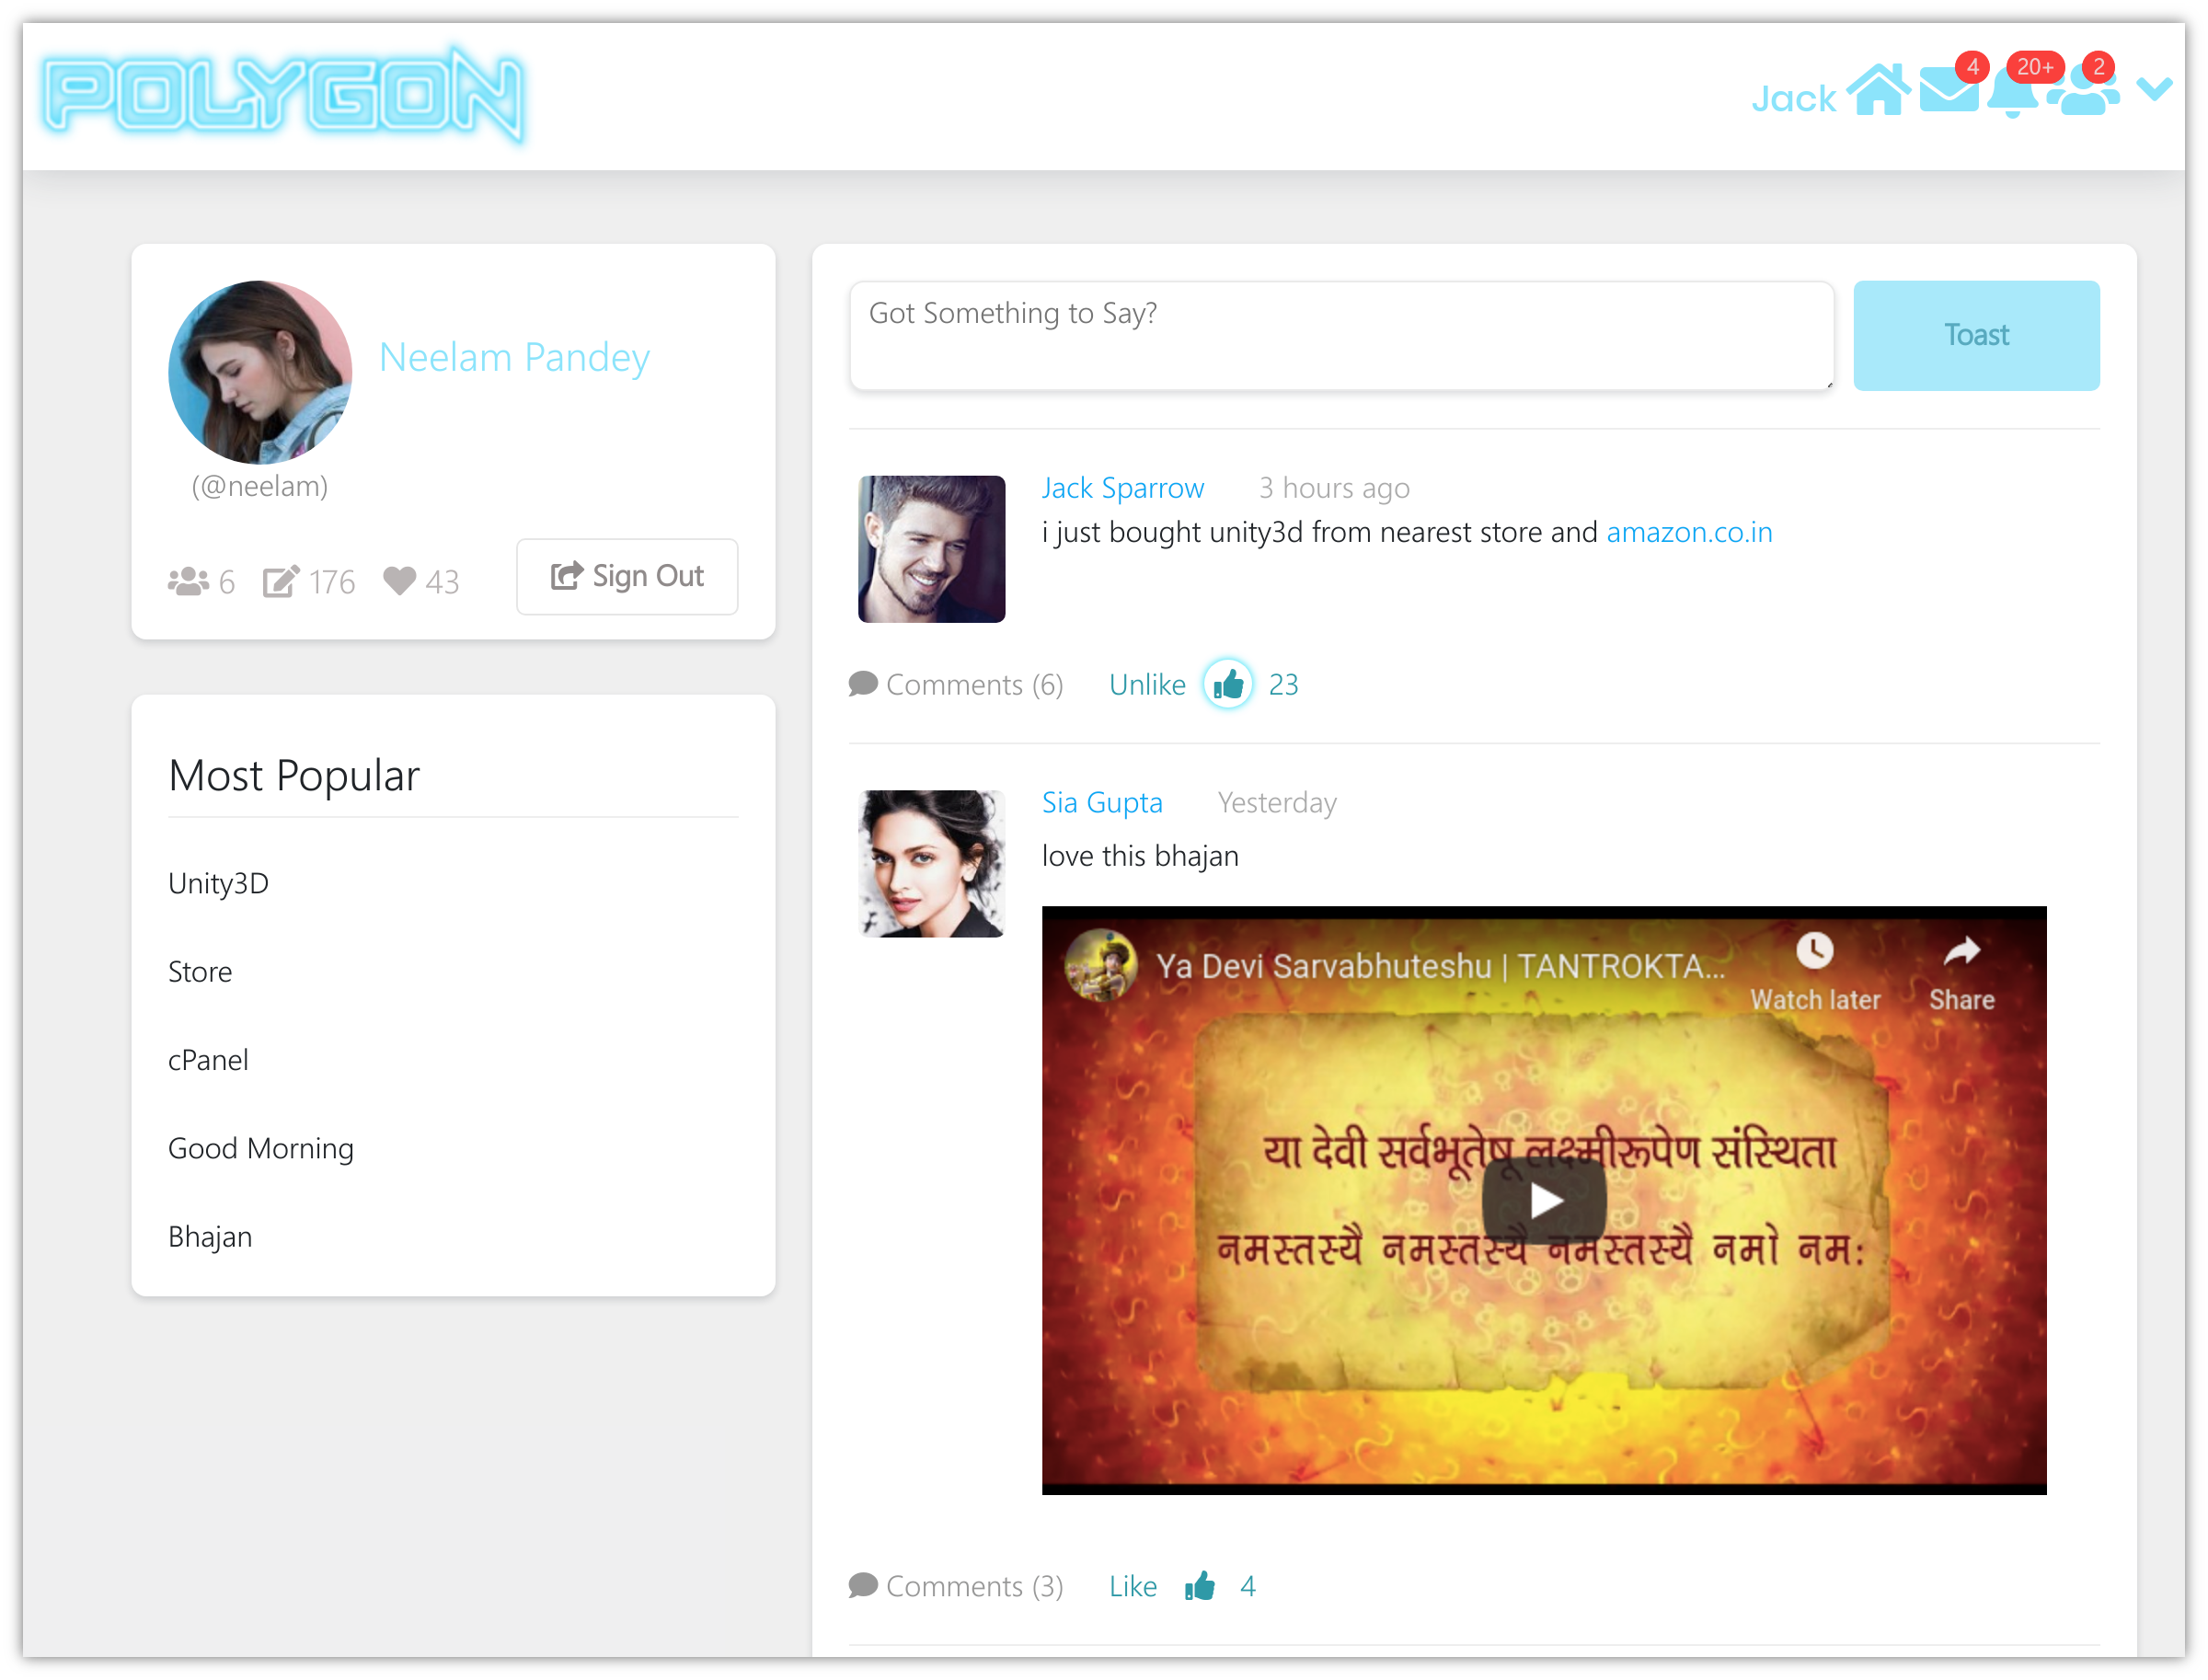 POLYGON
Jack
4
20+
2
Neelam Pandey
(@neelam)
6 176 43
Sign Out
Most Popular
Unity3D
Store
cPanel
Good Morning
Bhajan
Got Something to Say?
Toast
Jack Sparrow 3 hours ago
i just bought unity3d from nearest store and amazon.co.in
Comments (6) Unlike 23
Sia Gupta Yesterday
love this bhajan
Ya Devi Sarvabhuteshu | TANTROKTA...
Watch later
Share
या देवी सर्वभूतेषू लक्ष्मीरूपेण संस्थिता
नमस्तस्यै नमस्तस्यै नमस्तस्यै नमो नमः
Comments (3) Like 4